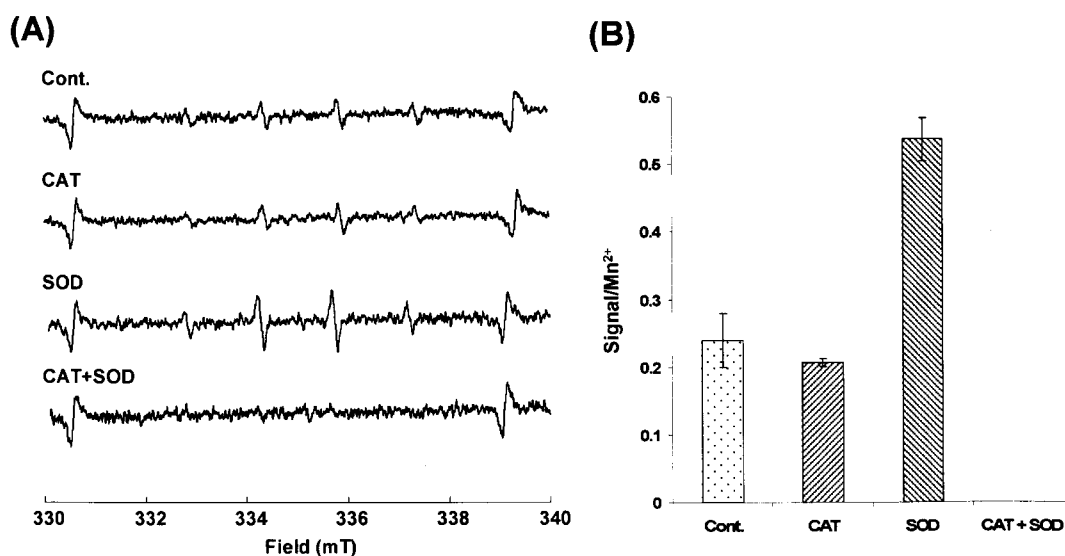 (A)
Cont.
CAT
SOD
CAT+SOD
330 332 334 336 338 340
Field (mT)
(B)
0.6
0.5
0.4
0.3
0.2
0.1
0
Signal/Mn²⁺
Cont. CAT SOD CAT + SOD